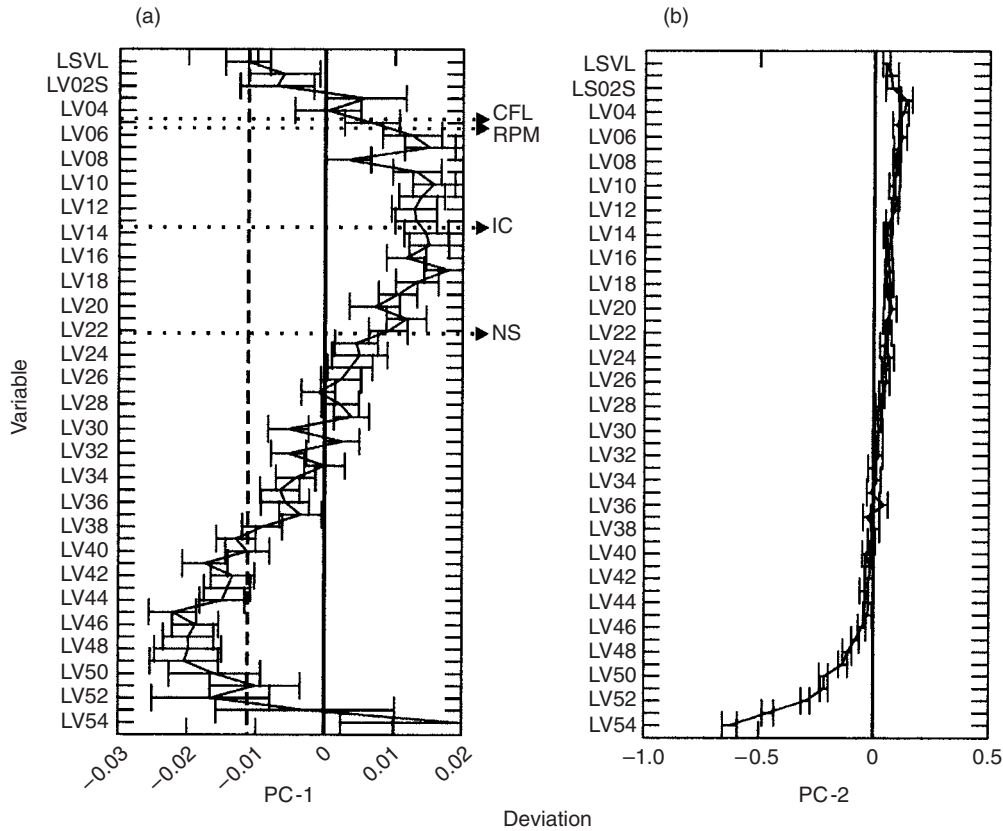 (a)
LSVL
LV02S
LV04
LV06
LV08
LV10
LV12
LV14
LV16
LV18
LV20
LV22
LV24
LV26
LV28
LV30
LV32
LV34
LV36
LV38
LV40
LV42
LV44
LV46
LV48
LV50
LV52
LV54
CFL
RPM
IC
NS
−0.03
−0.02
−0.01
0
0.01
0.02
PC-1
Variable
(b)
LSVL
LS02S
LV04
LV06
LV08
LV10
LV12
LV14
LV16
LV18
LV20
LV22
LV24
LV26
LV28
LV30
LV32
LV34
LV36
LV38
LV40
LV42
LV44
LV46
LV48
LV50
LV52
LV54
−1.0
−0.5
0
0.5
PC-2
Deviation